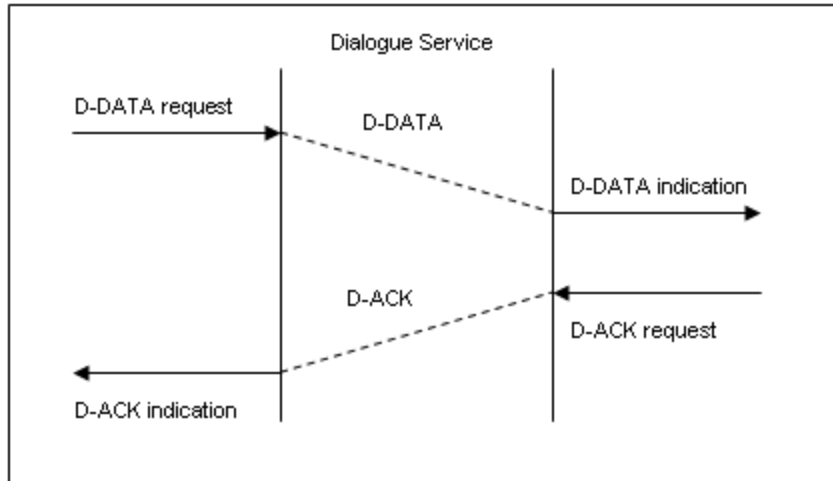 Dialogue Service
D-DATA request
D-DATA
D-DATA indication
D-ACK
D-ACK request
D-ACK indication